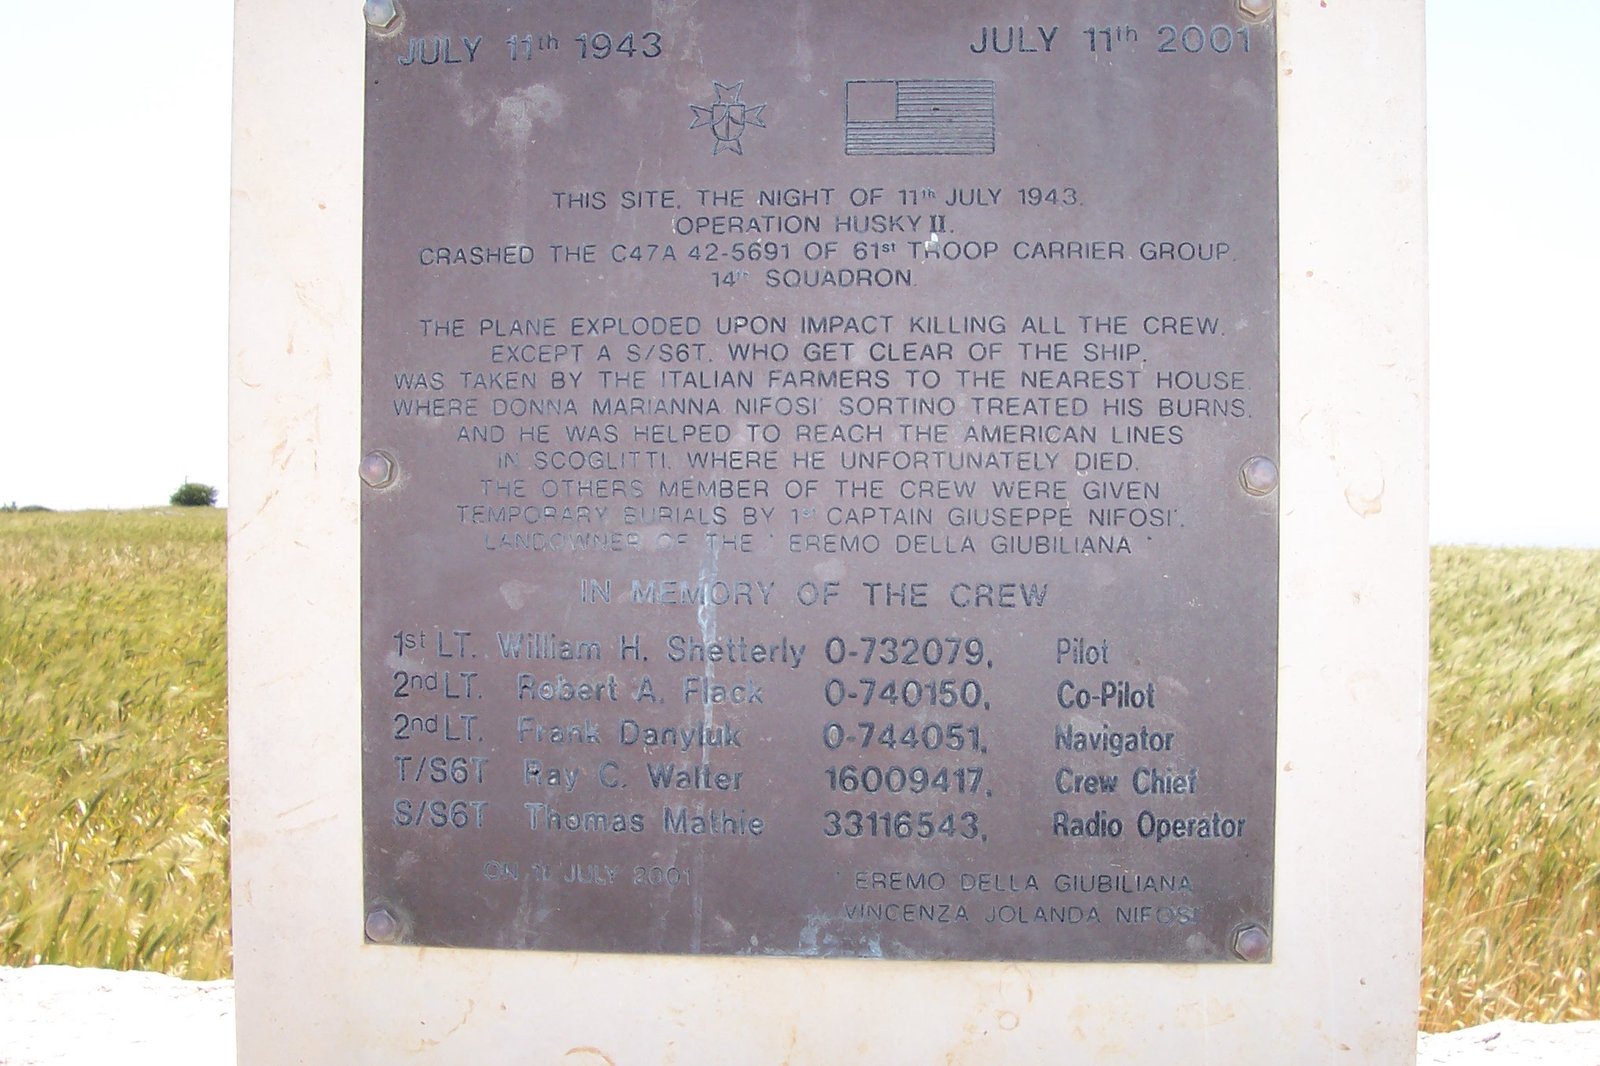 JULY 11th 1943 JULY 11th 2001
THIS SITE, THE NIGHT OF 11th JULY 1943.
OPERATION HUSKY II.
CRASHED THE C47A 42-5691 OF 61st TROOP CARRIER GROUP.
14th SQUADRON.
THE PLANE EXPLODED UPON IMPACT KILLING ALL THE CREW.
EXCEPT A S/S6T. WHO GET CLEAR OF THE SHIP.
WAS TAKEN BY THE ITALIAN FARMERS TO THE NEAREST HOUSE.
WHERE DONNA MARIANNA NIFOSI' SORTINO TREATED HIS BURNS.
AND HE WAS HELPED TO REACH THE AMERICAN LINES
IN SCOGLITTI, WHERE HE UNFORTUNATELY DIED.
THE OTHERS MEMBER OF THE CREW WERE GIVEN
TEMPORARY BURIALS BY 1st CAPTAIN GIUSEPPE NIFOSI'.
LANDOWNER OF THE ' EREMO DELLA GIUBILIANA '
IN MEMORY OF THE CREW
1st LT. William H. Shetterly 0-732079, Pilot
2nd LT. Robert A. Flack 0-740150, Co-Pilot
2nd LT. Frank Danyluk 0-744051, Navigator
T/S6T Ray C. Walter 16009417, Crew Chief
S/S6T Thomas Mathie 33116543, Radio Operator
ON 11 JULY 2001 ' EREMO DELLA GIUBILIANA
VINCENZA JOLANDA NIFOSI'